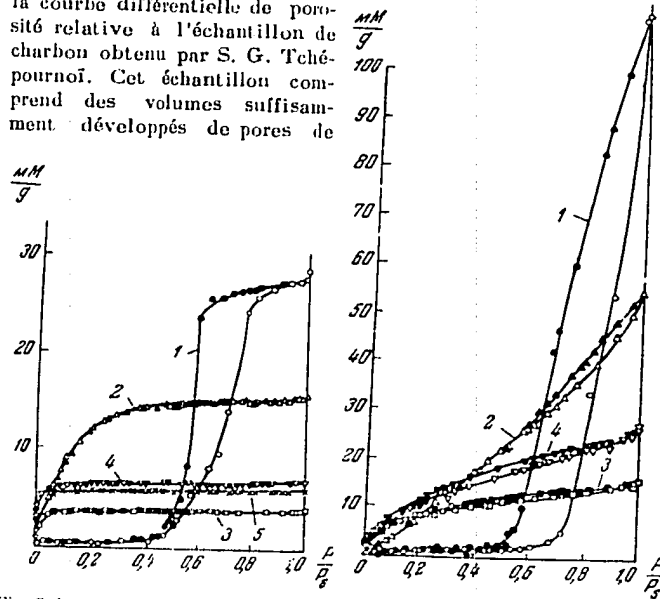 la courbe différentielle de poro-
sité relative à l'échantillon de
charbon obtenu par S. G. Tché-
pournoï. Cet échantillon com-
prend des volumes suffisam-
ment développés de pores de
мМ
g
30
20
10
0
0,2
0,4
0,6
0,8
1,0
P
Ps
1
2
4
3
5
мМ
g
100
90
80
70
60
50
40
30
20
10
0
0,2
0,4
0,6
0,8
1,0
P
Ps
1
2
4
3